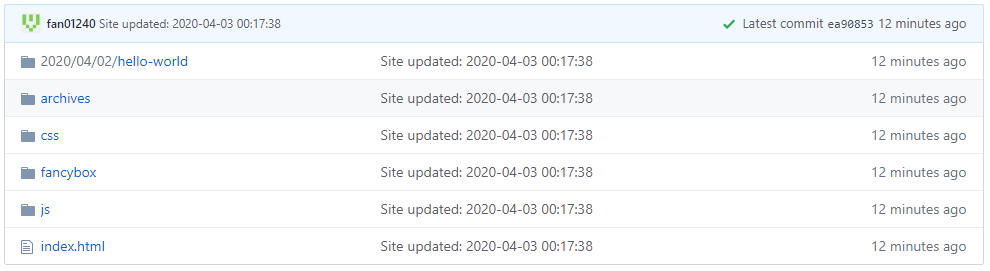 fan01240 Site updated: 2020-04-03 00:17:38 Latest commit ea90853 12 minutes ago
2020/04/02/hello-world Site updated: 2020-04-03 00:17:38 12 minutes ago
archives Site updated: 2020-04-03 00:17:38 12 minutes ago
css Site updated: 2020-04-03 00:17:38 12 minutes ago
fancybox Site updated: 2020-04-03 00:17:38 12 minutes ago
js Site updated: 2020-04-03 00:17:38 12 minutes ago
index.html Site updated: 2020-04-03 00:17:38 12 minutes ago